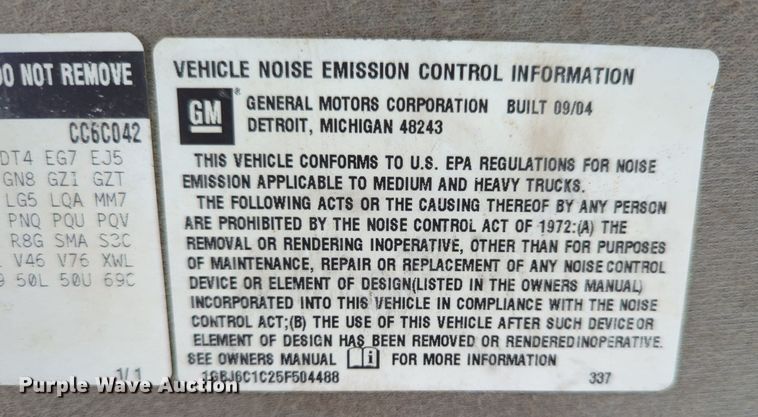 DO NOT REMOVE
CC6C042
DT4 EG7 EJ5
GN8 GZI GZT
LG5 LQA MM7
PNQ PQU PQV
R8G SMA S3C
V46 V76 XWL
9 50L 50U 69C
1/ 1
VEHICLE NOISE EMISSION CONTROL INFORMATION
GM® GENERAL MOTORS CORPORATION BUILT 09/04
DETROIT, MICHIGAN 48243
THIS VEHICLE CONFORMS TO U.S. EPA REGULATIONS FOR NOISE
EMISSION APPLICABLE TO MEDIUM AND HEAVY TRUCKS.
THE FOLLOWING ACTS OR THE CAUSING THEREOF BY ANY PERSON
ARE PROHIBITED BY THE NOISE CONTROL ACT OF 1972:(A) THE
REMOVAL OR RENDERING INOPERATIVE, OTHER THAN FOR PURPOSES
OF MAINTENANCE, REPAIR OR REPLACEMENT OF ANY NOISE CONTROL
DEVICE OR ELEMENT OF DESIGN(LISTED IN THE OWNERS MANUAL)
INCORPORATED INTO THIS VEHICLE IN COMPLIANCE WITH THE NOISE
CONTROL ACT;(B) THE USE OF THIS VEHICLE AFTER SUCH DEVICE OR
ELEMENT OF DESIGN HAS BEEN REMOVED OR RENDERED INOPERATIVE.
SEE OWNERS MANUAL i FOR MORE INFORMATION
1GBJ6C1C25F504488 337
Purple Wave Auction